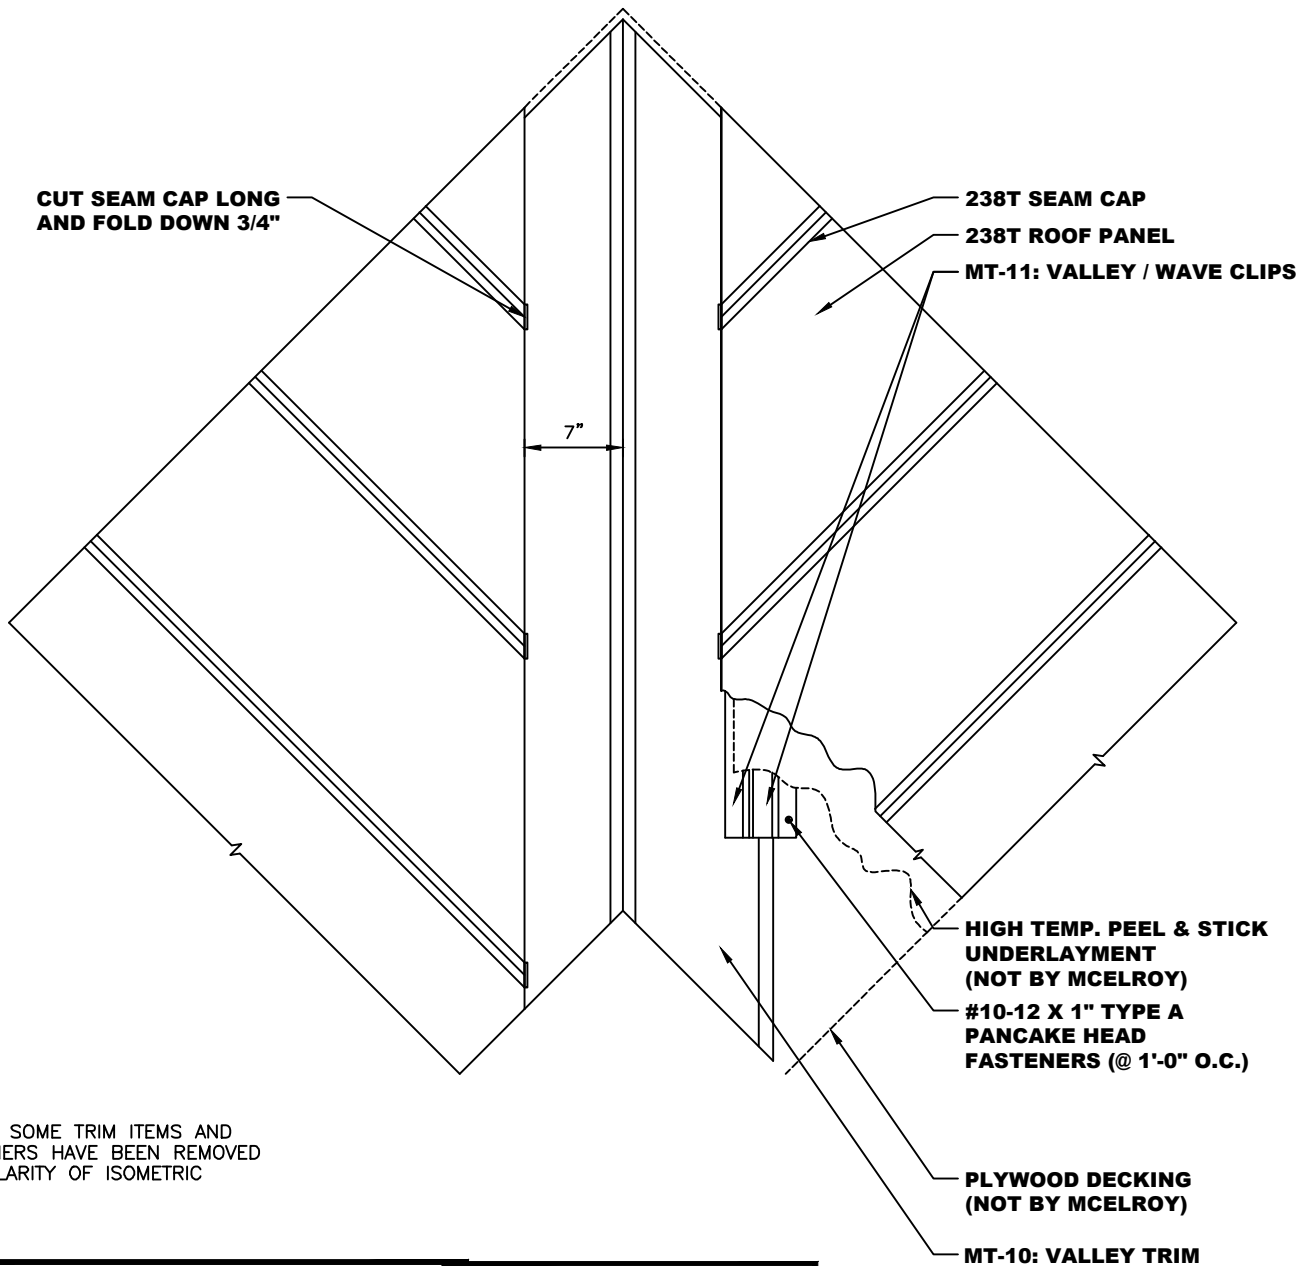 CUT SEAM CAP LONG
AND FOLD DOWN 3/4"
238T SEAM CAP
238T ROOF PANEL
MT-11: VALLEY / WAVE CLIPS
7"
HIGH TEMP. PEEL & STICK
UNDERLAYMENT
(NOT BY MCELROY)
#10-12 X 1" TYPE A
PANCAKE HEAD
FASTENERS (@ 1'-0" O.C.)
PLYWOOD DECKING
(NOT BY MCELROY)
MT-10: VALLEY TRIM
SOME TRIM ITEMS AND
HAVE BEEN REMOVED
OF ISOMETRIC